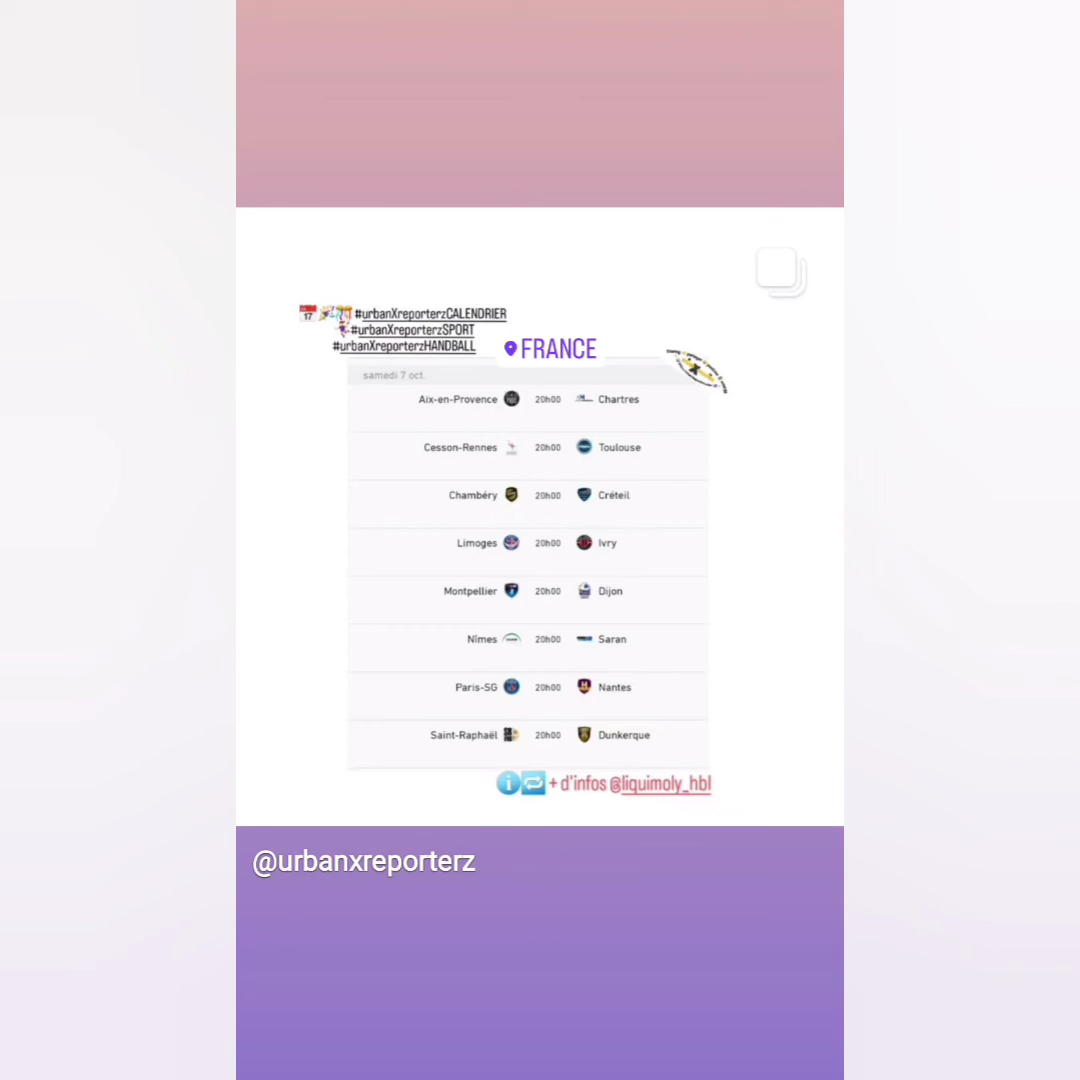 17 #urbanXreporterzCALENDRIER
#urbanXreporterzSPORT
#urbanXreporterzHANDBALL
FRANCE
samedi 7 oct.
Aix-en-Provence 20h00 Chartres
Cesson-Rennes 20h00 Toulouse
Chambéry 20h00 Créteil
Limoges 20h00 Ivry
Montpellier 20h00 Dijon
Nîmes 20h00 Saran
Paris-SG 20h00 Nantes
Saint-Raphaël 20h00 Dunkerque
+ d'infos @liquimoly_hbl
@urbanxreporterz